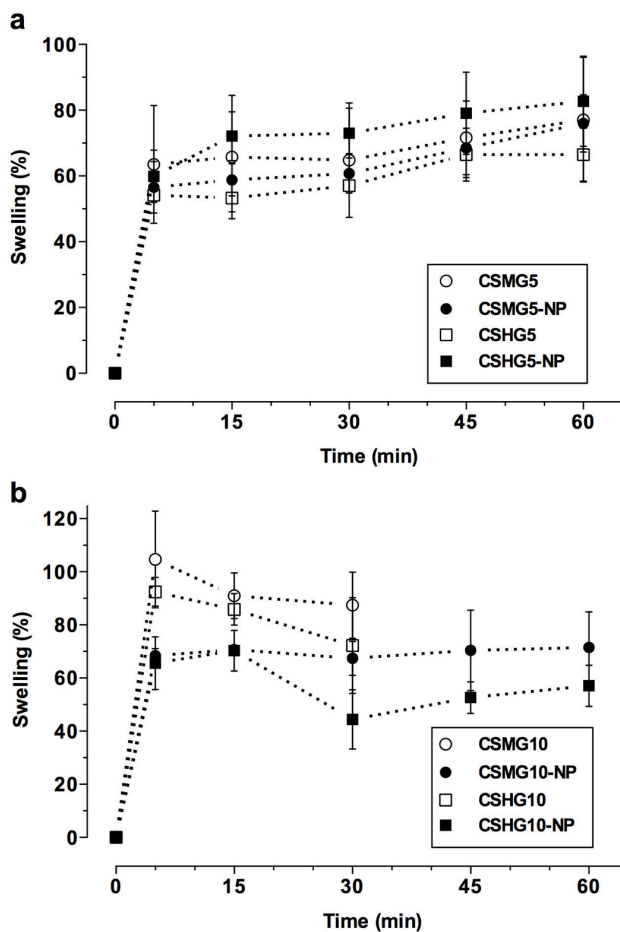 a
100
80
60
40
20
0
Swelling (%)
CSMG5
CSMG5-NP
CSHG5
CSHG5-NP
0 15 30 45 60
Time (min)
b
120
100
80
60
40
20
0
Swelling (%)
CSMG10
CSMG10-NP
CSHG10
CSHG10-NP
0 15 30 45 60
Time (min)